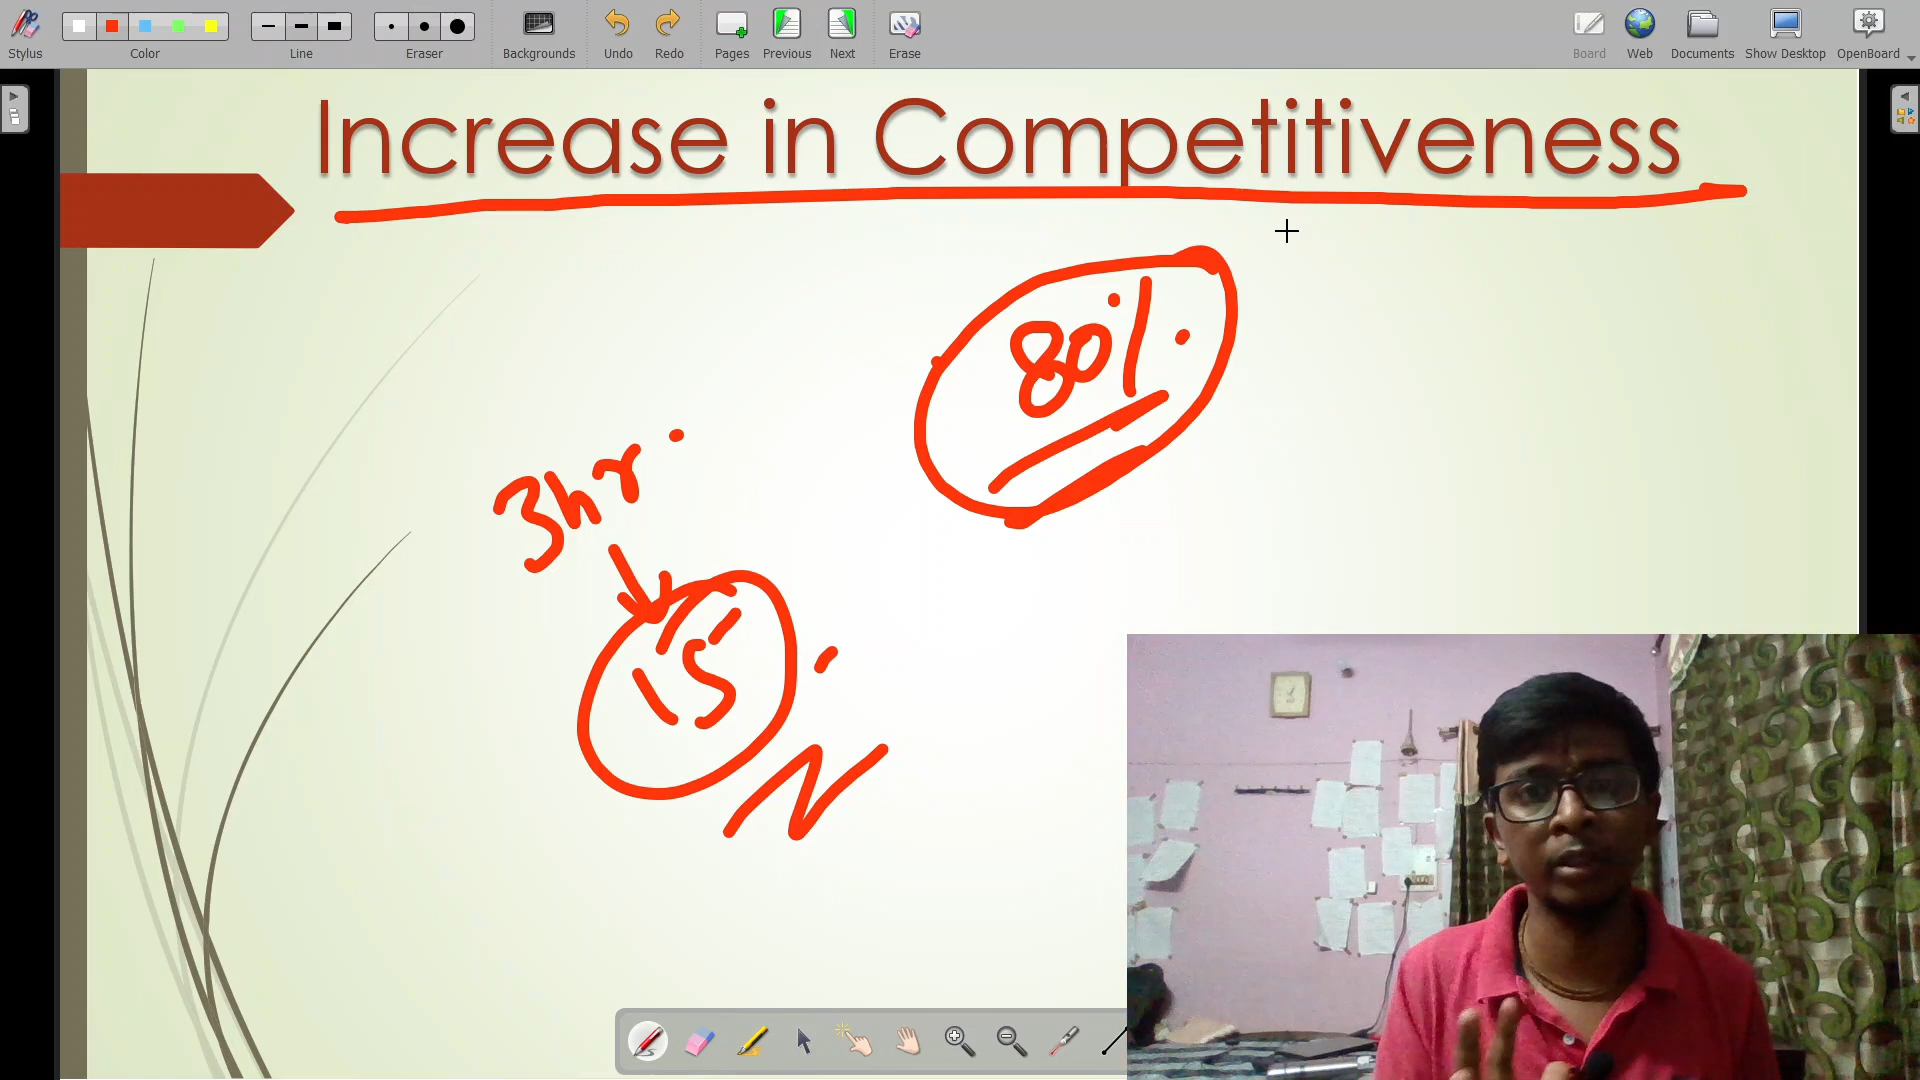 Stylus Color Line Eraser Backgrounds Undo Redo Pages Previous Next Erase Board Web Documents Show Desktop OpenBoard
Increase in Competitiveness
80%
3hr.
15
N